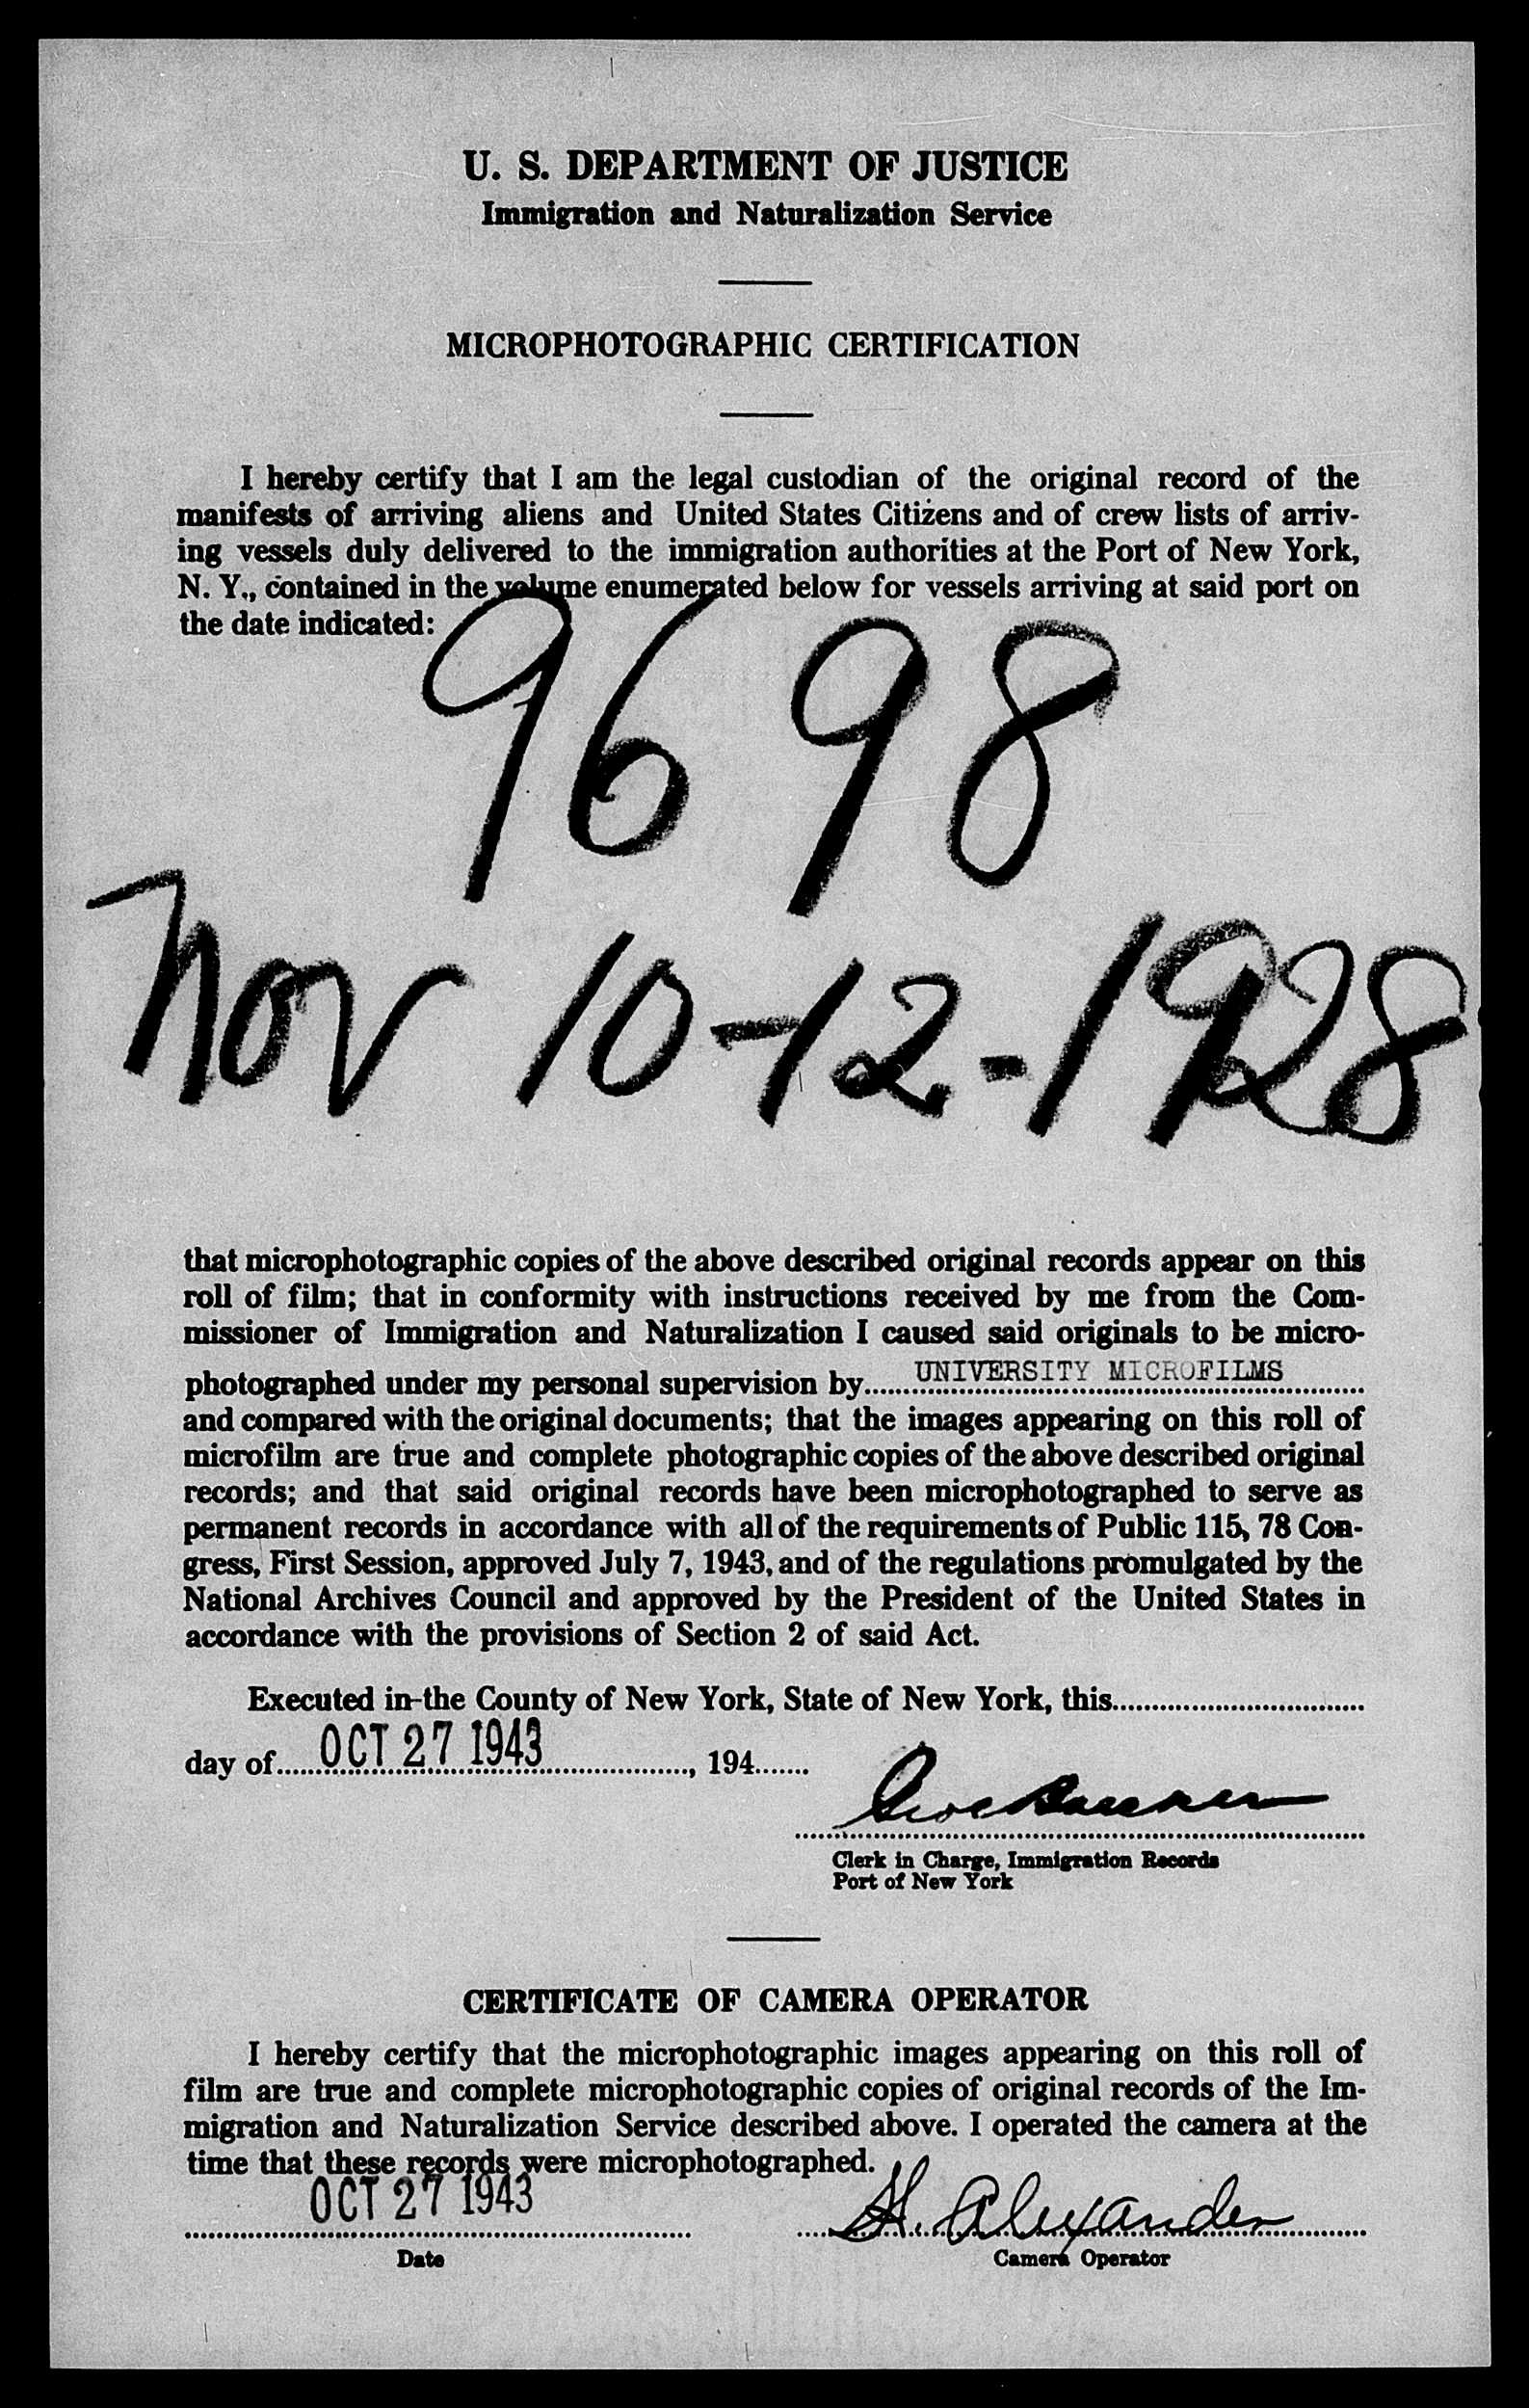 U. S. DEPARTMENT OF JUSTICE
Immigration and Naturalization Service
MICROPHOTOGRAPHIC CERTIFICATION
I hereby certify that I am the legal custodian of the original record of the
manifests of arriving aliens and United States Citizens and of crew lists of arriv-
ing vessels duly delivered to the immigration authorities at the Port of New York,
N. Y., contained in the volume enumerated below for vessels arriving at said port on
the date indicated:
9698
Nov 10-12-1928
that microphotographic copies of the above described original records appear on this
roll of film; that in conformity with instructions received by me from the Com-
missioner of Immigration and Naturalization I caused said originals to be micro-
photographed under my personal supervision by UNIVERSITY MICROFILMS
and compared with the original documents; that the images appearing on this roll of
microfilm are true and complete photographic copies of the above described original
records; and that said original records have been microphotographed to serve as
permanent records in accordance with all of the requirements of Public 115, 78 Con-
gress, First Session, approved July 7, 1943, and of the regulations promulgated by the
National Archives Council and approved by the President of the United States in
accordance with the provisions of Section 2 of said Act.
Executed in the County of New York, State of New York, this
day of OCT 27 1943, 194
Clerk in Charge, Immigration Records
Port of New York
CERTIFICATE OF CAMERA OPERATOR
I hereby certify that the microphotographic images appearing on this roll of
film are true and complete microphotographic copies of original records of the Im-
migration and Naturalization Service described above. I operated the camera at the
time that these records were microphotographed.
OCT 27 1943 H. Alexander
Date Camera Operator